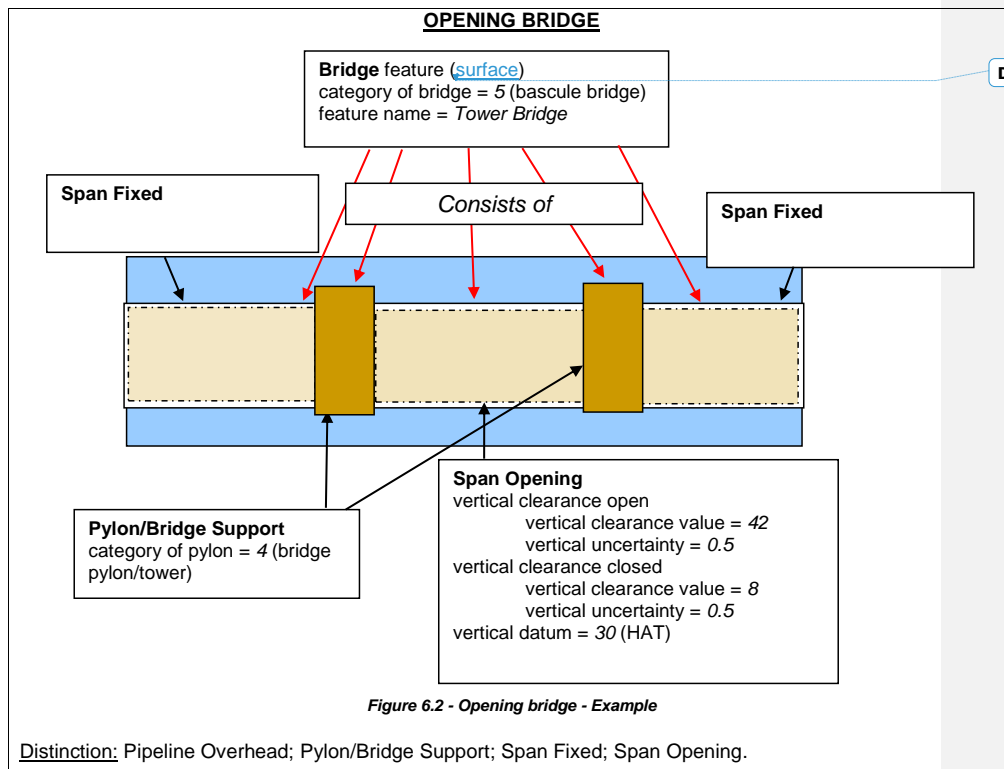 OPENING BRIDGE
Bridge feature (surface)
category of bridge = 5 (bascule bridge)
feature name = Tower Bridge
D
Span Fixed
Consists of
Span Fixed
Pylon/Bridge Support
category of pylon = 4 (bridge
pylon/tower)
Span Opening
vertical clearance open
vertical clearance value = 42
vertical uncertainty = 0.5
vertical clearance closed
vertical clearance value = 8
vertical uncertainty = 0.5
vertical datum = 30 (HAT)
Figure 6.2 - Opening bridge - Example
Distinction: Pipeline Overhead; Pylon/Bridge Support; Span Fixed; Span Opening.